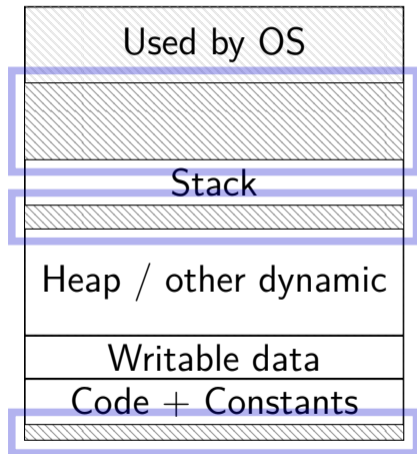 Used by OS
Stack
Heap / other dynamic
Writable data
Code + Constants